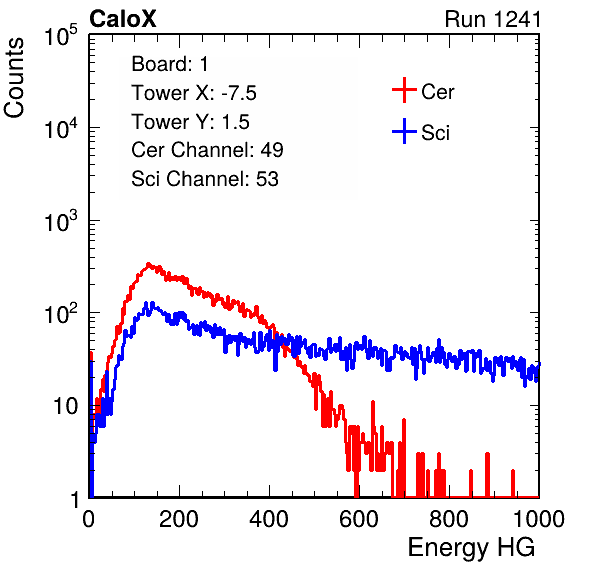 CaloX Run 1241
Counts
10^5
10^4
10^3
10^2
10
1
Board: 1
Tower X: -7.5
Tower Y: 1.5
Cer Channel: 49
Sci Channel: 53
Cer
Sci
0 200 400 600 800 1000
Energy HG